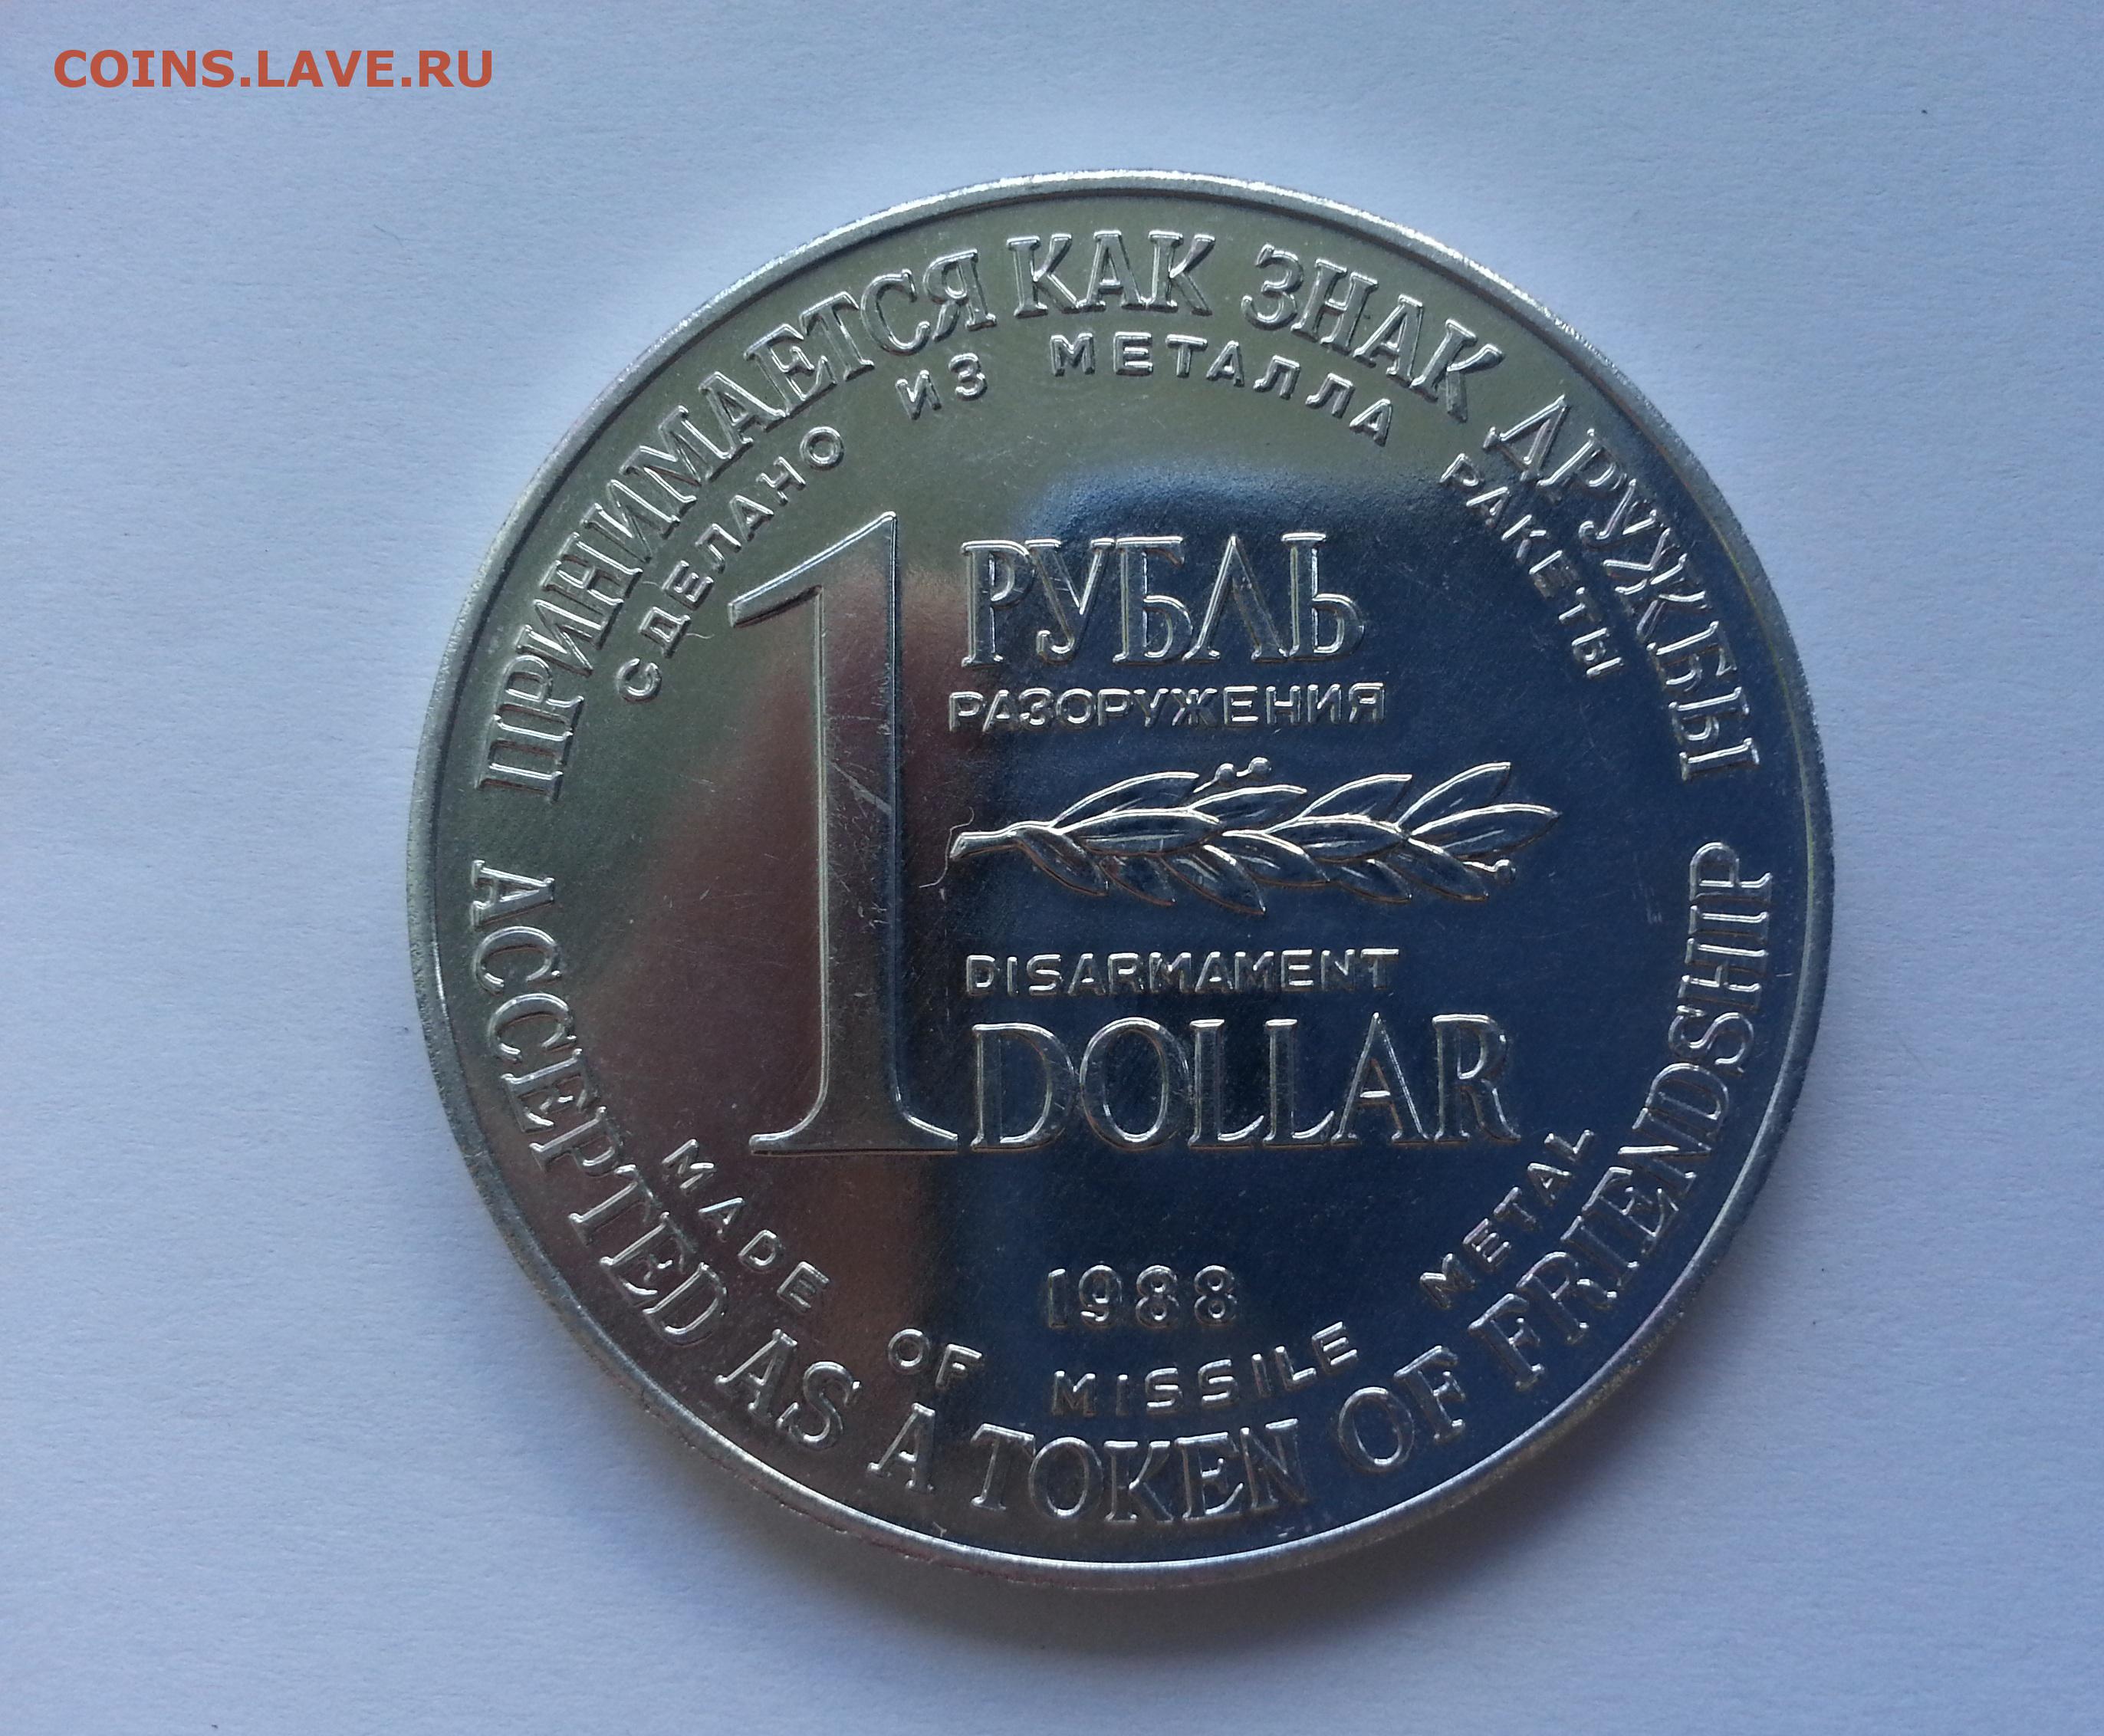 COINS.LAVE.RU
ПРИНИМАЕТСЯ КАК ЗНАК ДРУЖБЫ
СДЕЛАНО ИЗ МЕТАЛЛА РАКЕТЫ
1 РУБЛЬ
РАЗОРУЖЕНИЯ
DISARMAMENT
DOLLAR
1988
MADE OF MISSILE METAL
ACCEPTED AS A TOKEN OF FRIENDSHIP